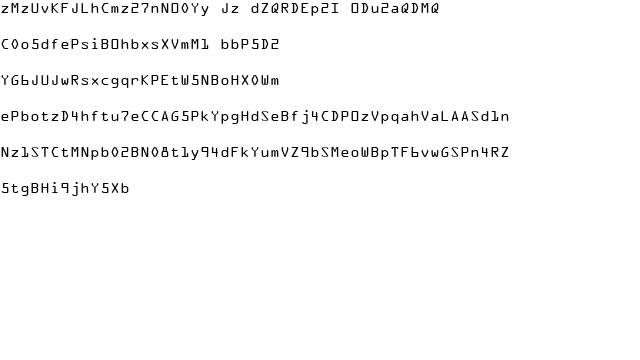 zMzUvKFJLhCmz27nNO0Yy Jz dZQRDEp2I ODu2aQDMQ
C0o5dfePsiBOhbxsXVmM1 bbP5D2
YG6JUJwRsxcgqrKPEtW5NBoHX0Wm
ePbotzD4hftu7eCCAG5PkYpgHdSeBfj4CDPOzVpqahVaLAASd1n
Nz1STCtMNpb02BN08t1y94dFkYumVZ9bSMeoWBpTF6vwGSPn4RZ
5tgBHi9jhY5Xb